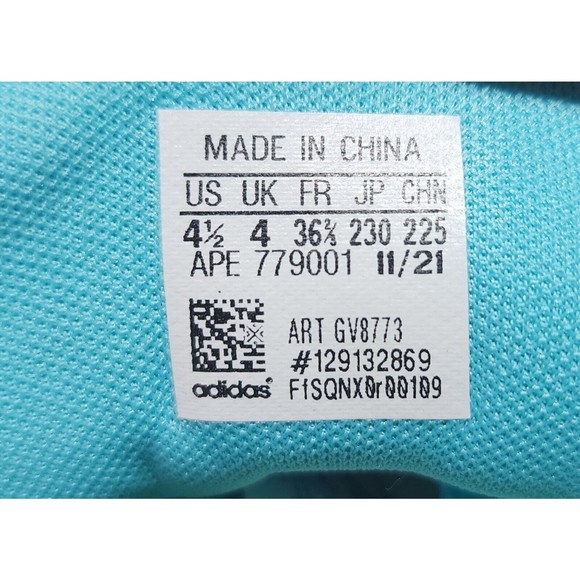 MADE IN CHINA
US UK FR JP CHN
4½ 4 36⅔ 230 225
APE 779001 11/21
ART GV8773
#129132869
adidas FfSQNX0r00109